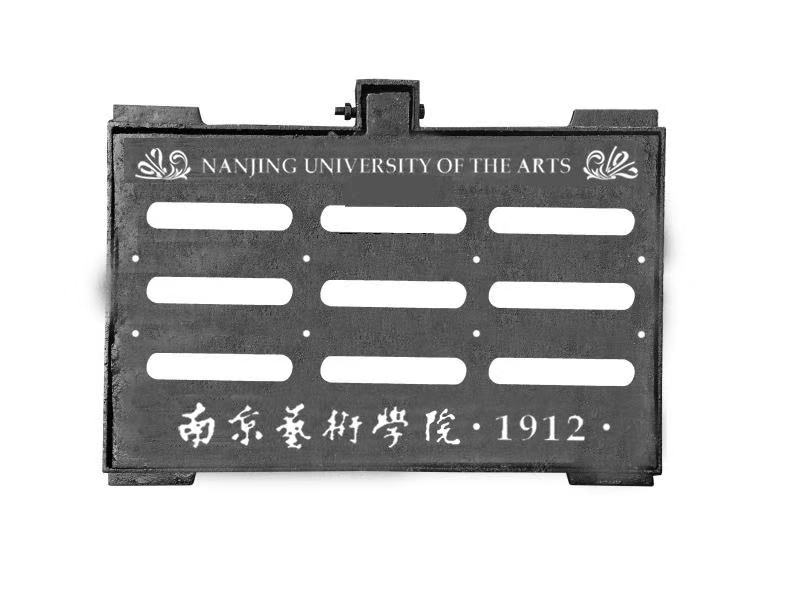 NANJING UNIVERSITY OF THE ARTS
南京藝術學院·1912·